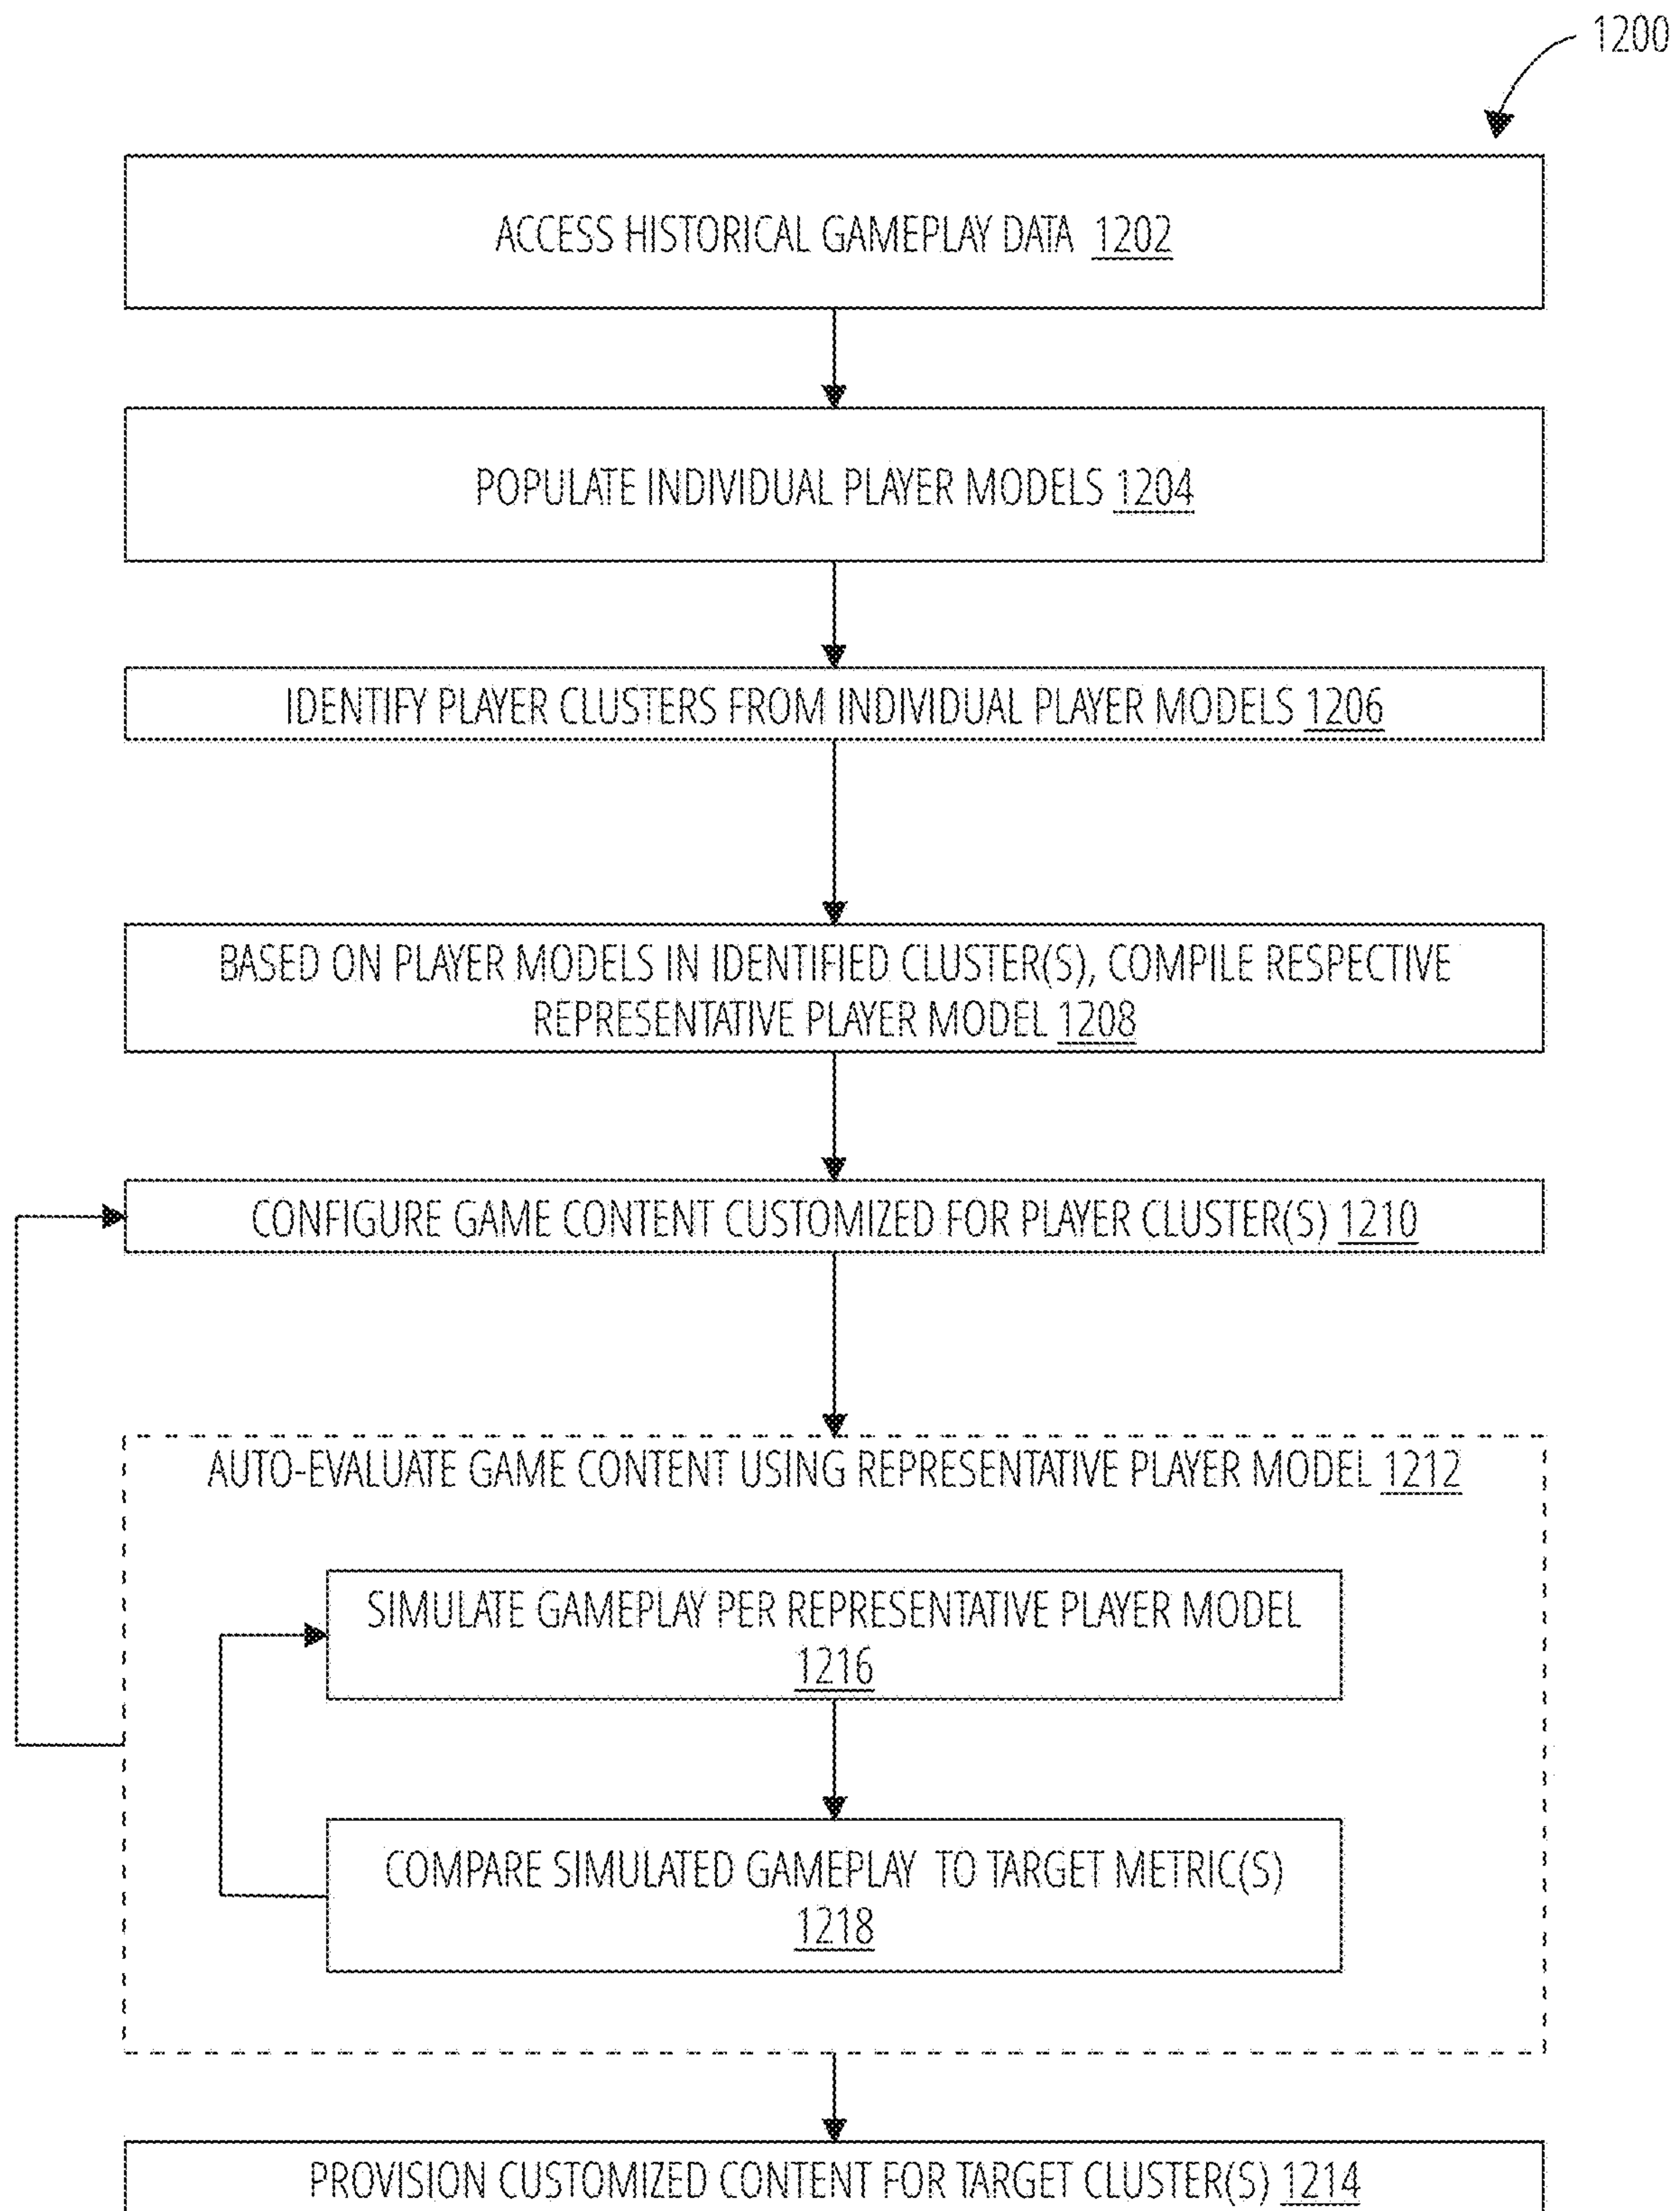 1200
ACCESS HISTORICAL GAMEPLAY DATA 1202
POPULATE INDIVIDUAL PLAYER MODELS 1204
IDENTIFY PLAYER CLUSTERS FROM INDIVIDUAL PLAYER MODELS 1206
BASED ON PLAYER MODELS IN IDENTIFIED CLUSTER(S), COMPILE RESPECTIVE
REPRESENTATIVE PLAYER MODEL 1208
CONFIGURE GAME CONTENT CUSTOMIZED FOR PLAYER CLUSTER(S) 1210
AUTO-EVALUATE GAME CONTENT USING REPRESENTATIVE PLAYER MODEL 1212
SIMULATE GAMEPLAY PER REPRESENTATIVE PLAYER MODEL
1216
COMPARE SIMULATED GAMEPLAY TO TARGET METRIC(S)
1218
PROVISION CUSTOMIZED CONTENT FOR TARGET CLUSTER(S) 1214